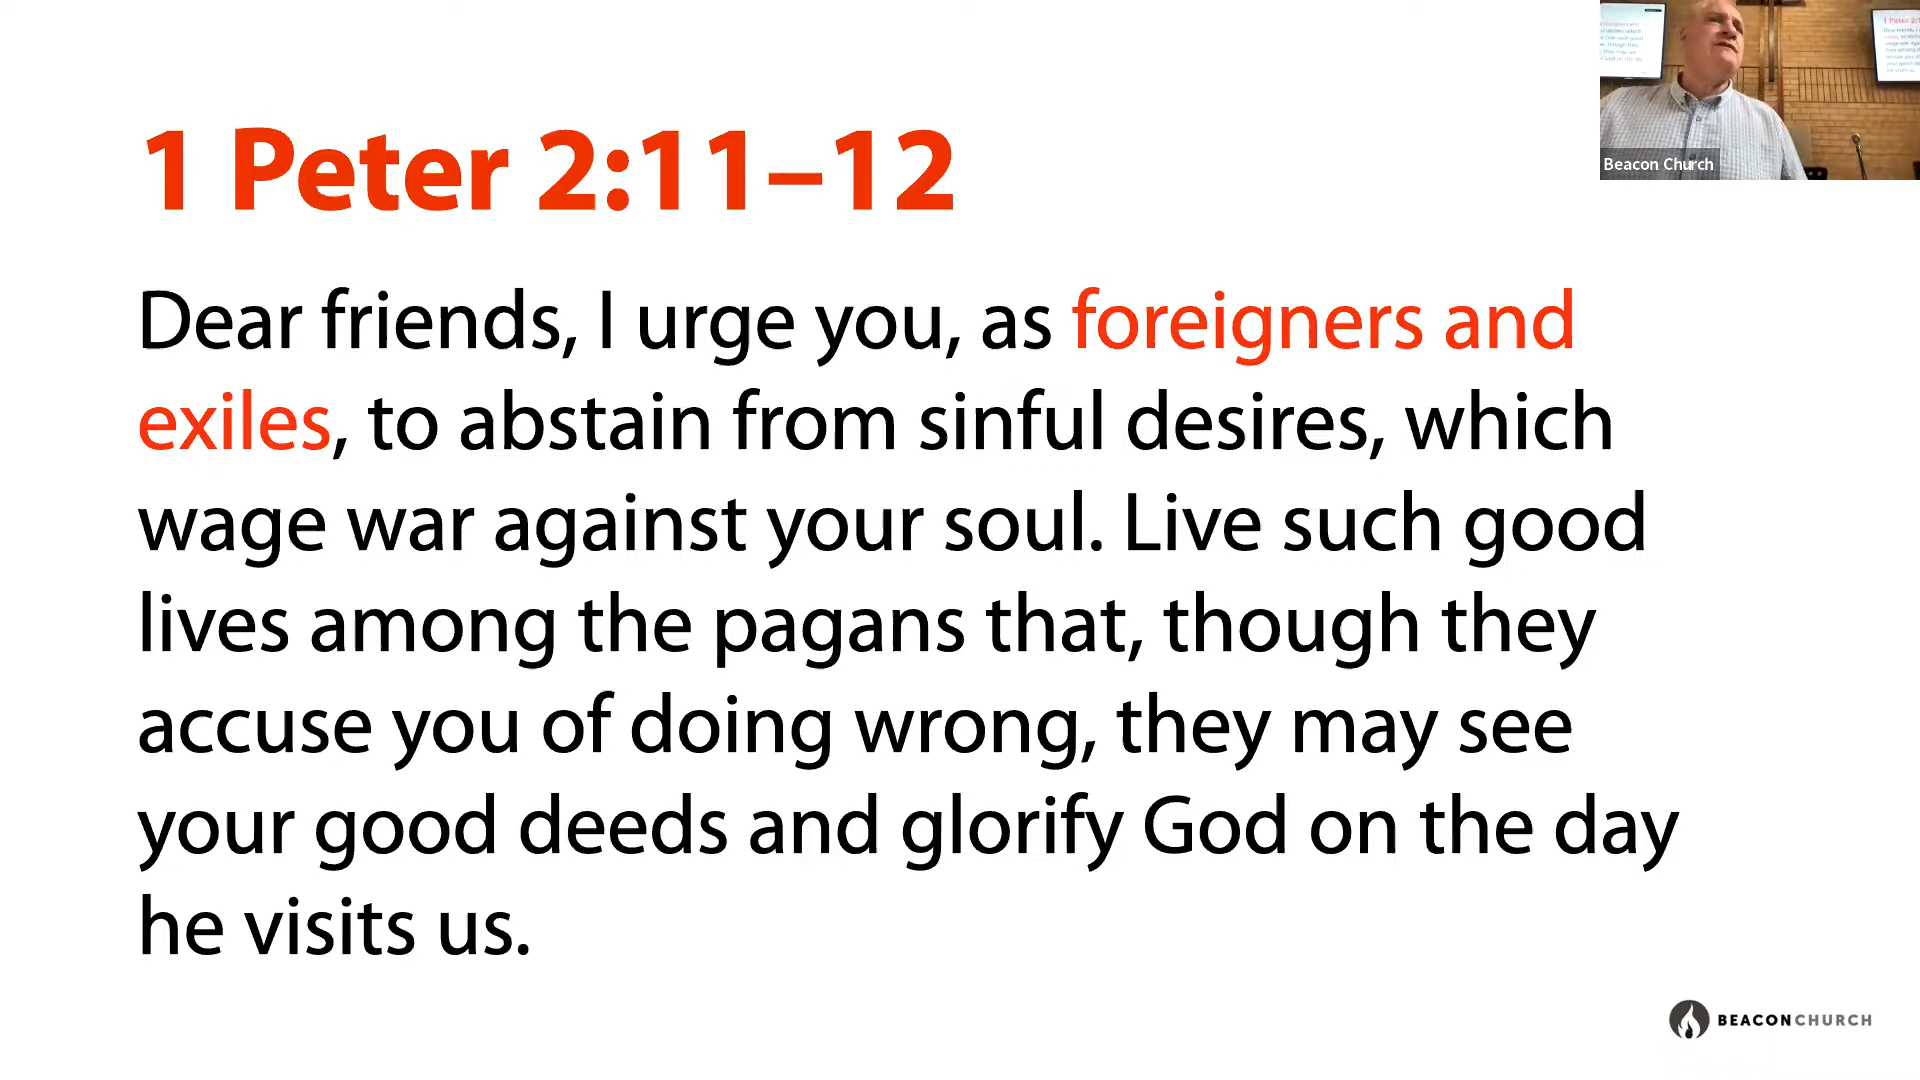 1 Peter 2:11–12
Dear friends, I urge you, as foreigners and
exiles, to abstain from sinful desires, which
wage war against your soul. Live such good
lives among the pagans that, though they
accuse you of doing wrong, they may see
your good deeds and glorify God on the day
he visits us.
Beacon Church
BEACONCHURCH